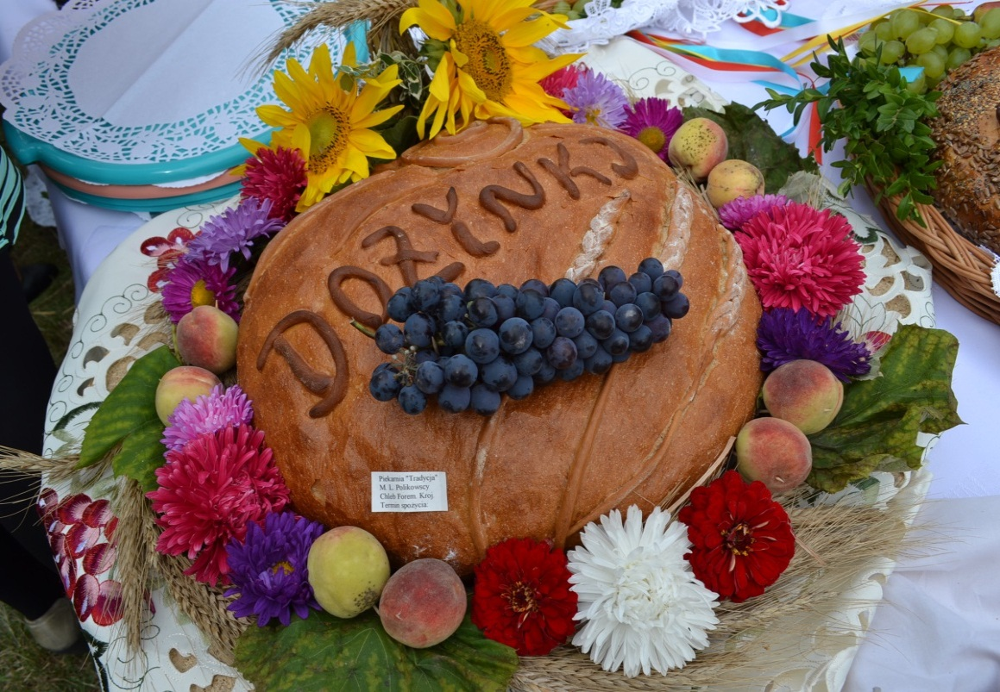 DOŻYNKI
Piekarnia "Tradycja"
M. L. Polikowscy
Chleb Forem. Kroj
Termin spożycia: